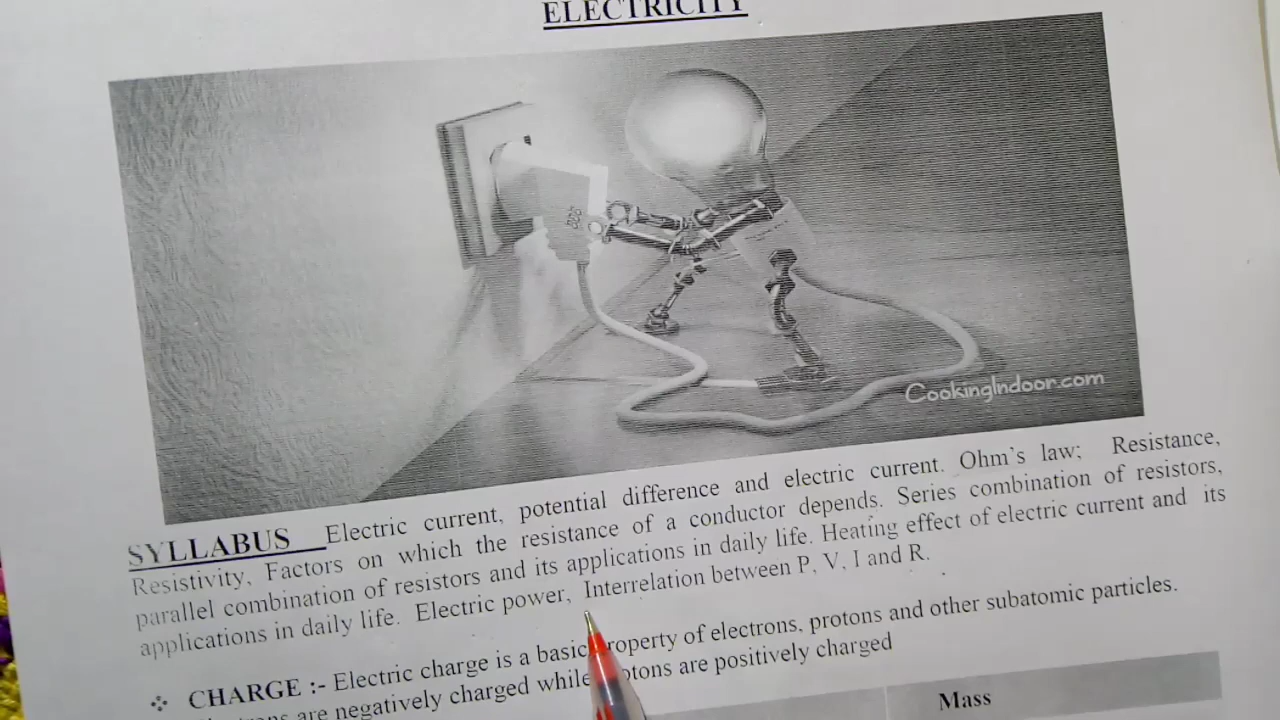 ELECTRICITY
CookingIndoor.com
SYLLABUS Electric current, potential difference and electric current. Ohm's law; Resistance,
Resistivity, Factors on which the resistance of a conductor depends. Series combination of resistors,
parallel combination of resistors and its applications in daily life. Heating effect of electric current and its
applications in daily life. Electric power, Interrelation between P, V, I and R.
❖ CHARGE :- Electric charge is a basic property of electrons, protons and other subatomic particles.
are negatively charged while protons are positively charged
Mass